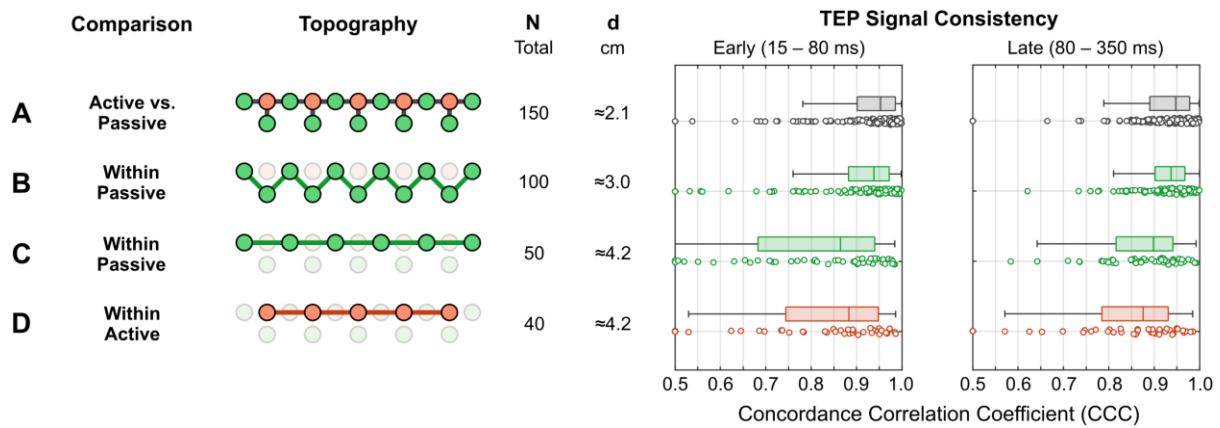 Comparison
Topography
N
Total
d
cm
TEP Signal Consistency
Early (15 – 80 ms)
Late (80 – 350 ms)
A
Active vs.
Passive
150
≈2.1
B
Within
Passive
100
≈3.0
C
Within
Passive
50
≈4.2
D
Within
Active
40
≈4.2
0.5 0.6 0.7 0.8 0.9 1.0
0.5 0.6 0.7 0.8 0.9 1.0
Concordance Correlation Coefficient (CCC)